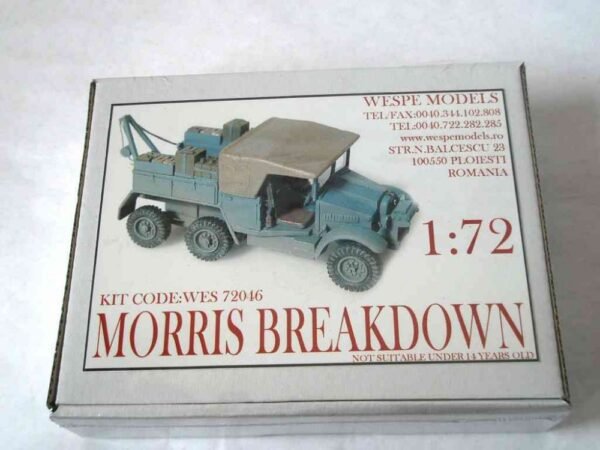 WESPE MODELS
TEL/FAX:0040.344.102.808
TEL:0040.722.282.285
www.wespemodels.ro
STR.N.BALCESCU 23
100550 PLOIESTI
ROMANIA
1:72
KIT CODE:WES 72046
MORRIS BREAKDOWN
NOT SUITABLE UNDER 14 YEARS OLD